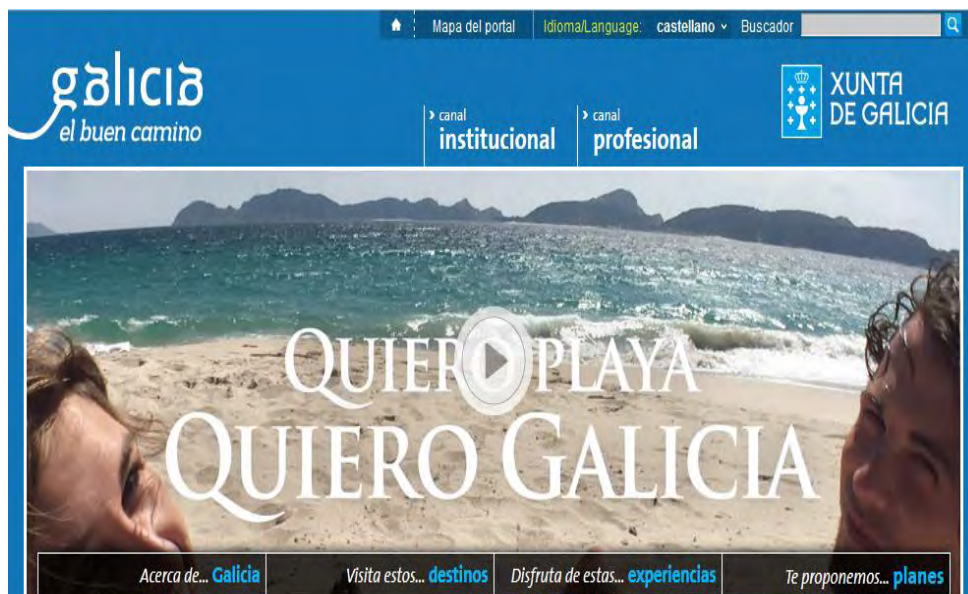 Mapa del portal Idioma/Language: castellano Buscador
galicia
el buen camino
canal
institucional
canal
profesional
XUNTA
DE GALICIA
QUIERO PLAYA
QUIERO GALICIA
Acerca de... Galicia
Visita estos... destinos
Disfruta de estas... experiencias
Te proponemos... planes